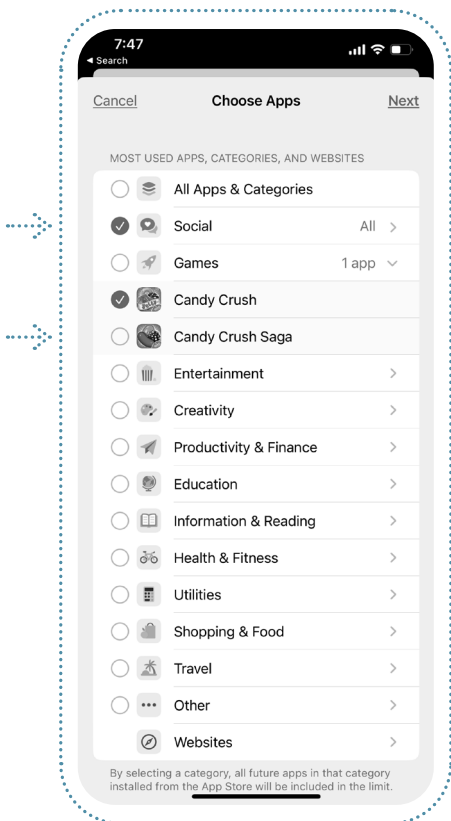 7:47
◀ Search
Cancel
Choose Apps
Next
MOST USED APPS, CATEGORIES, AND WEBSITES
All Apps & Categories
Social All
Games 1 app
Candy Crush
Candy Crush Saga
Entertainment
Creativity
Productivity & Finance
Education
Information & Reading
Health & Fitness
Utilities
Shopping & Food
Travel
Other
Websites
By selecting a category, all future apps in that category
installed from the App Store will be included in the limit.